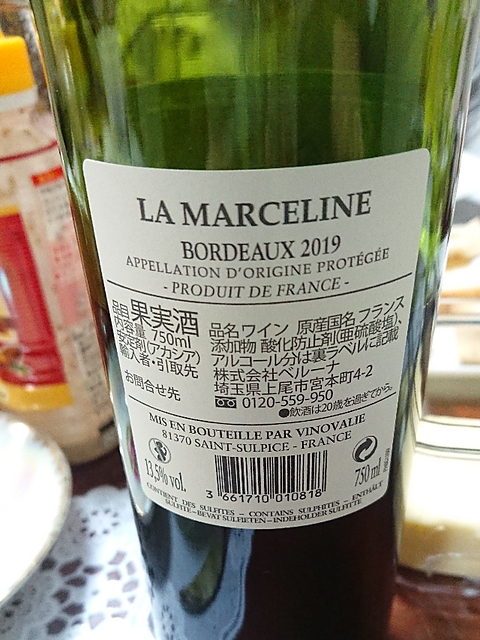 LA MARCELINE
BORDEAUX 2019
APPELLATION D'ORIGINE PROTÉGÉE
- PRODUIT DE FRANCE -
品目 果実酒 品名 ワイン 原産国名 フランス
内容量 750ml 添加物 酸化防止剤(亜硫酸塩)、
安定剤(アカシア) アルコール分は裏ラベルに記載
輸入者・引取先 株式会社ベルーナ
埼玉県上尾市宮本町4-2
お問合せ先 0120-559-950
●飲酒は20歳を過ぎてから。
MIS EN BOUTEILLE PAR VINOVALIE
81370 SAINT-SULPICE - FRANCE
13,5% vol.
750 ml
3 661710 010818
CONTIENT DES SULFITES - CONTAINS SULPHITES - ENTHÄLT
SULFITE - BEVAT SULFIETEN - INDEHOLDER SULFITTE